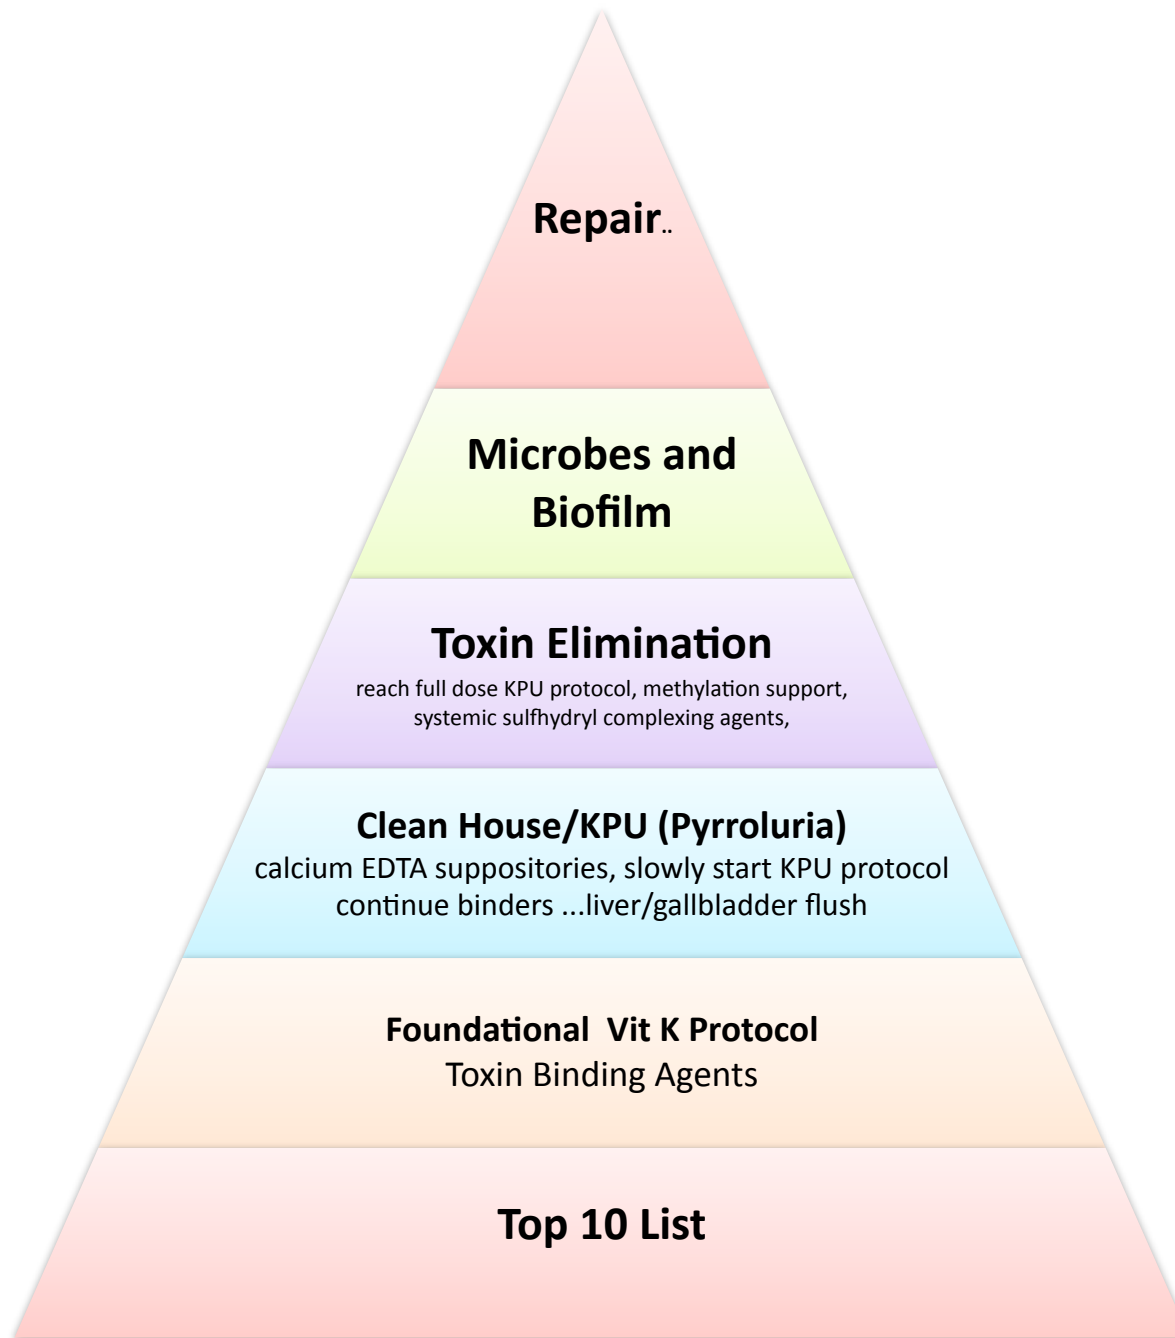 Repair..
Microbes and
Biofilm
Toxin Elimination
reach full dose KPU protocol, methylation support,
systemic sulfhydryl complexing agents,
Clean House/KPU (Pyrroluria)
calcium EDTA suppositories, slowly start KPU protocol
continue binders ...liver/gallbladder flush
Foundational  Vit K Protocol
Toxin Binding Agents
Top 10 List